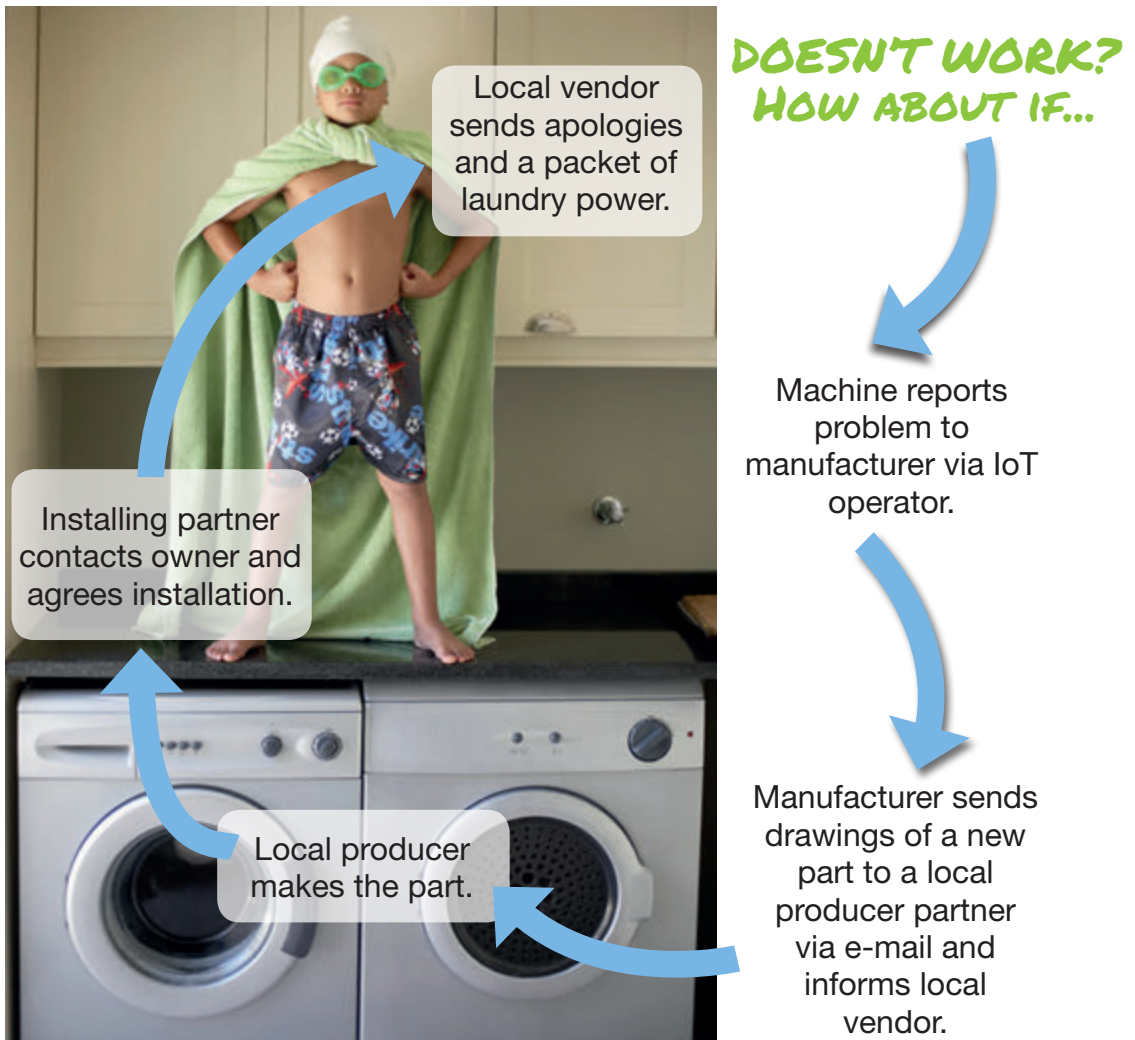 DOESN'T WORK?
HOW ABOUT IF...
Machine reports
problem to
manufacturer via IoT
operator.
Manufacturer sends
drawings of a new
part to a local
producer partner
via e-mail and
informs local
vendor.
Local producer
makes the part.
Installing partner
contacts owner and
agrees installation.
Local vendor
sends apologies
and a packet of
laundry power.